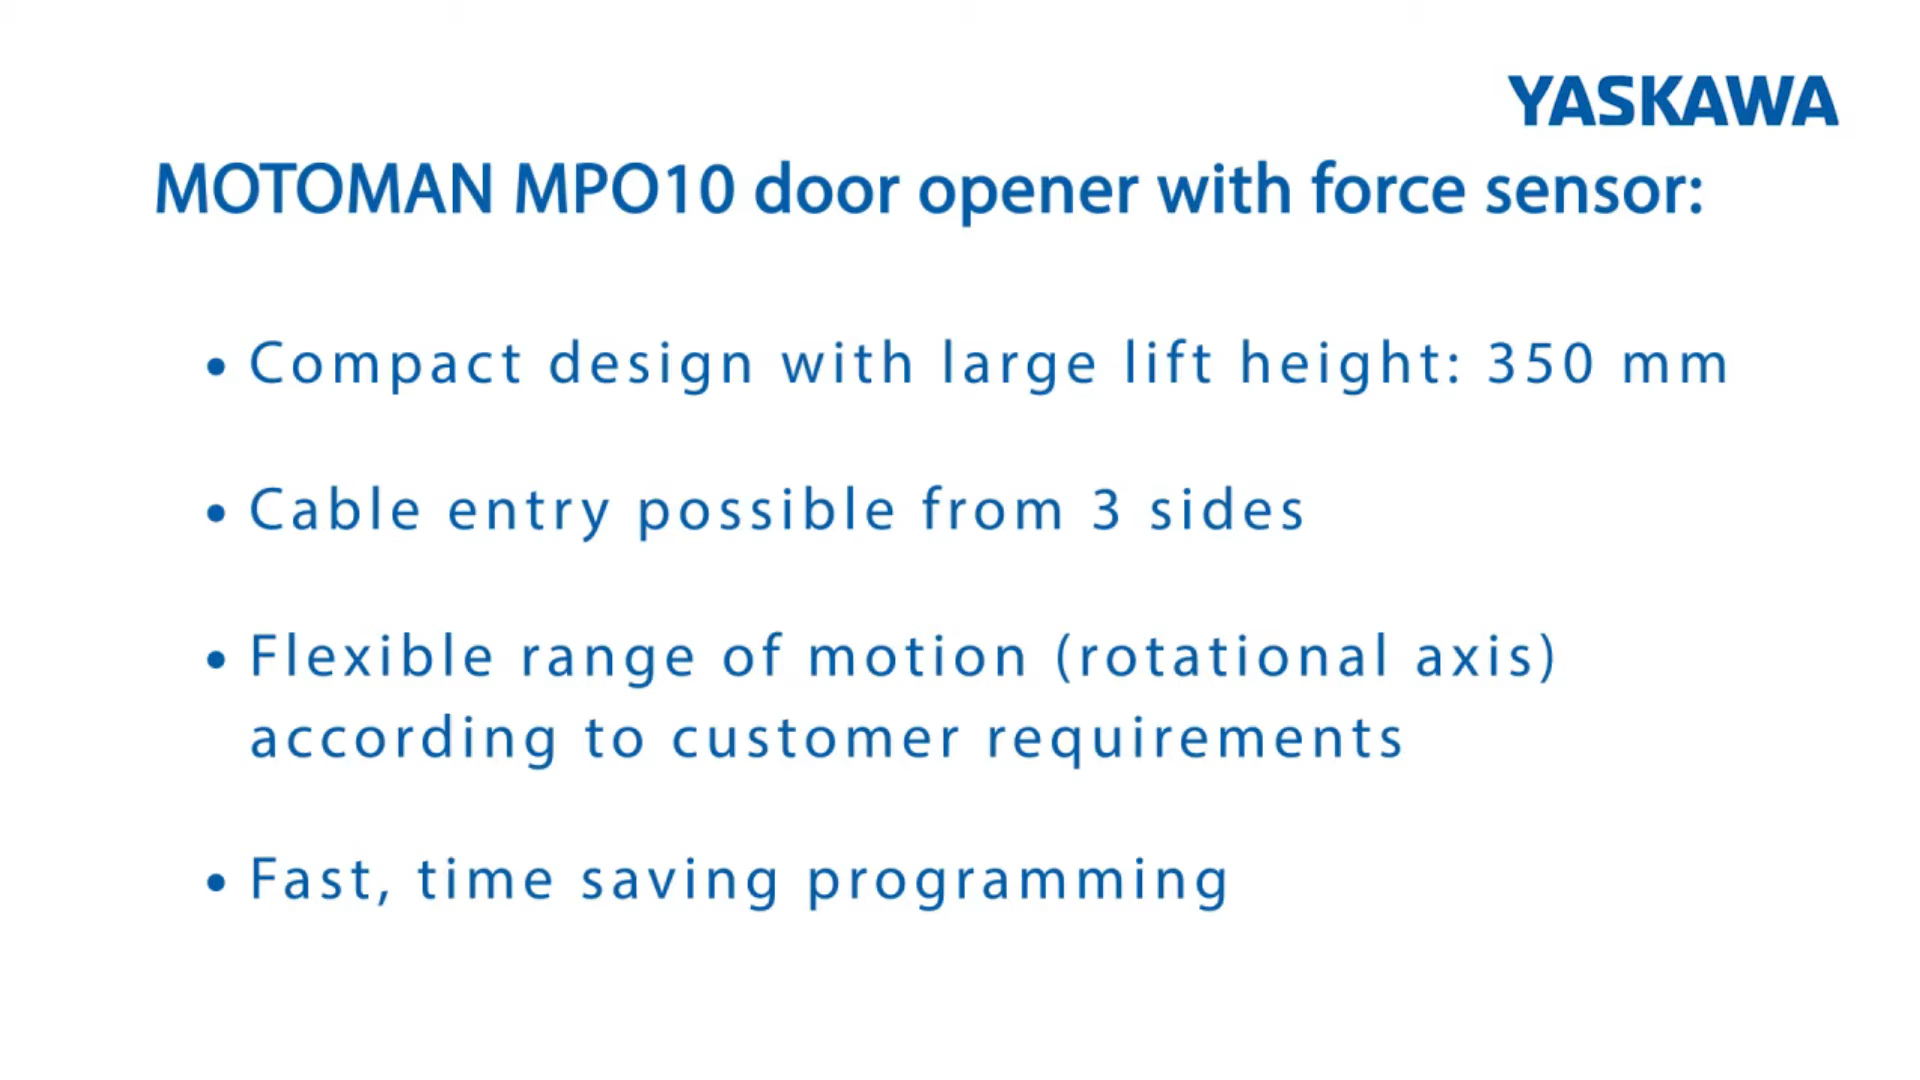 YASKAWA
MOTOMAN MPO10 door opener with force sensor:
• Compact design with large lift height: 350 mm
• Cable entry possible from 3 sides
• Flexible range of motion (rotational axis)
according to customer requirements
• Fast, time saving programming